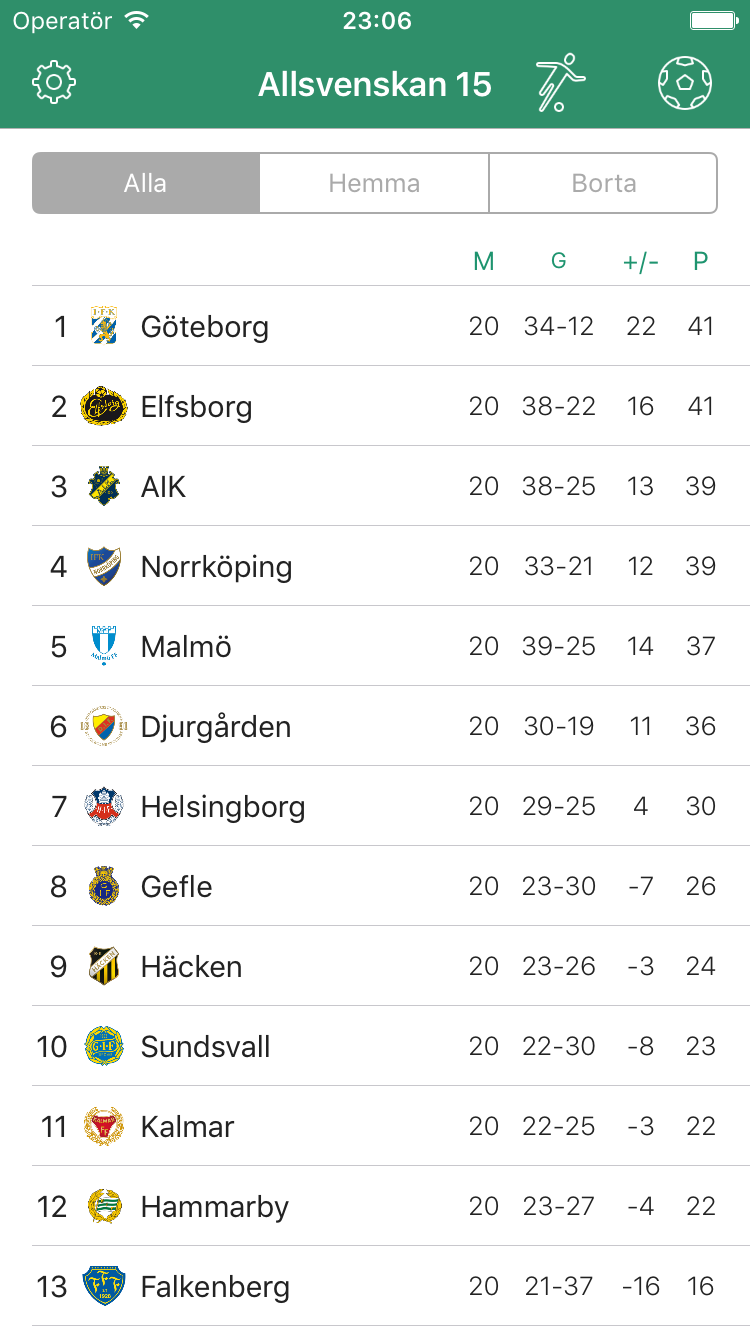 Operatör 23:06
Allsvenskan 15
Alla Hemma Borta
M G +/- P
1 Göteborg 20 34-12 22 41
2 Elfsborg 20 38-22 16 41
3 AIK 20 38-25 13 39
4 Norrköping 20 33-21 12 39
5 Malmö 20 39-25 14 37
6 Djurgården 20 30-19 11 36
7 Helsingborg 20 29-25 4 30
8 Gefle 20 23-30 -7 26
9 Häcken 20 23-26 -3 24
10 Sundsvall 20 22-30 -8 23
11 Kalmar 20 22-25 -3 22
12 Hammarby 20 23-27 -4 22
13 Falkenberg 20 21-37 -16 16